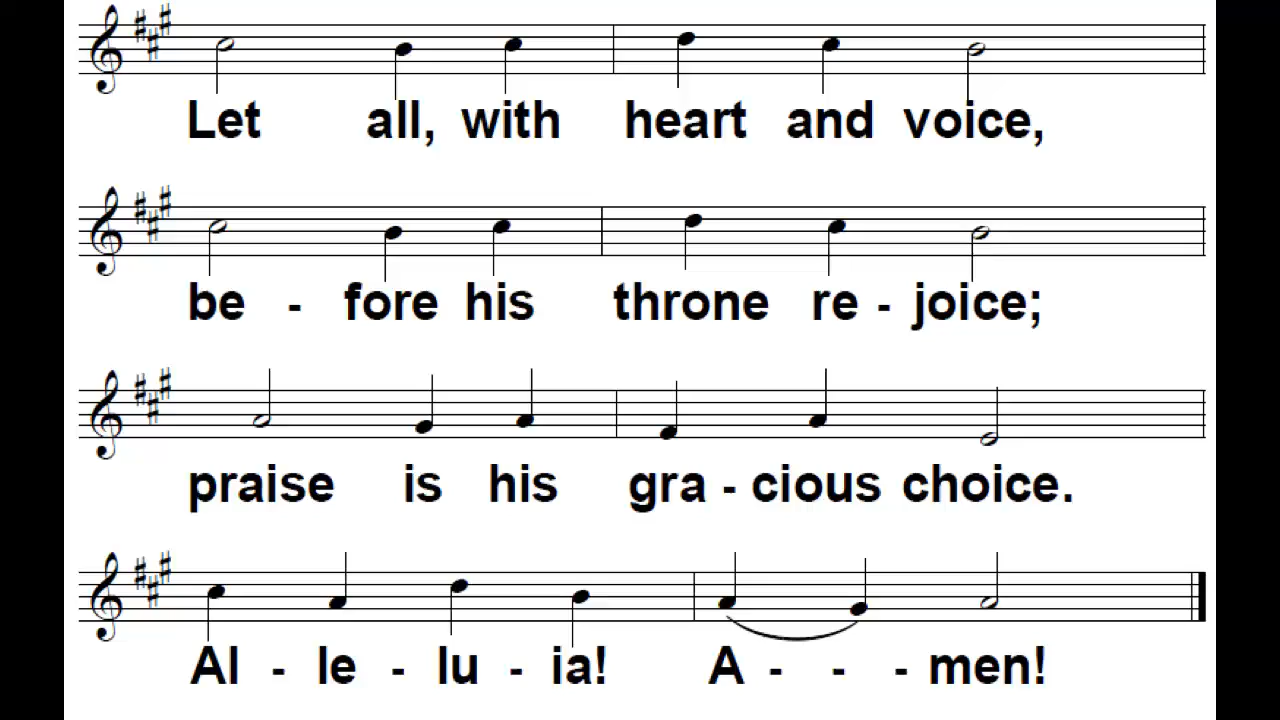 Let all, with heart and voice,
be - fore his throne re - joice;
praise is his gra - cious choice.
Al - le - lu - ia! A - - - men!